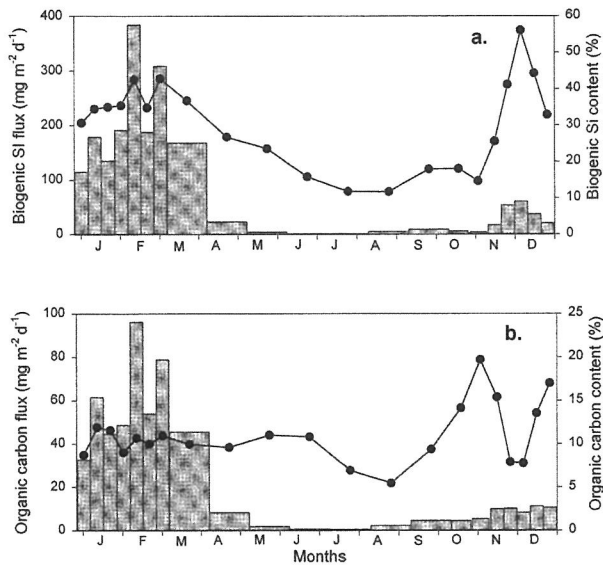 a.
Biogenic SI flux (mg m-2 d-1)
400
300
200
100
0
Biogenic Si content (%)
60
50
40
30
20
10
0
J F M A M J J A S O N D
b.
Organic carbon flux (mg m-2 d-1)
100
80
60
40
20
0
Organic carbon content (%)
25
20
15
10
5
0
J F M A M J J A S O N D
Months